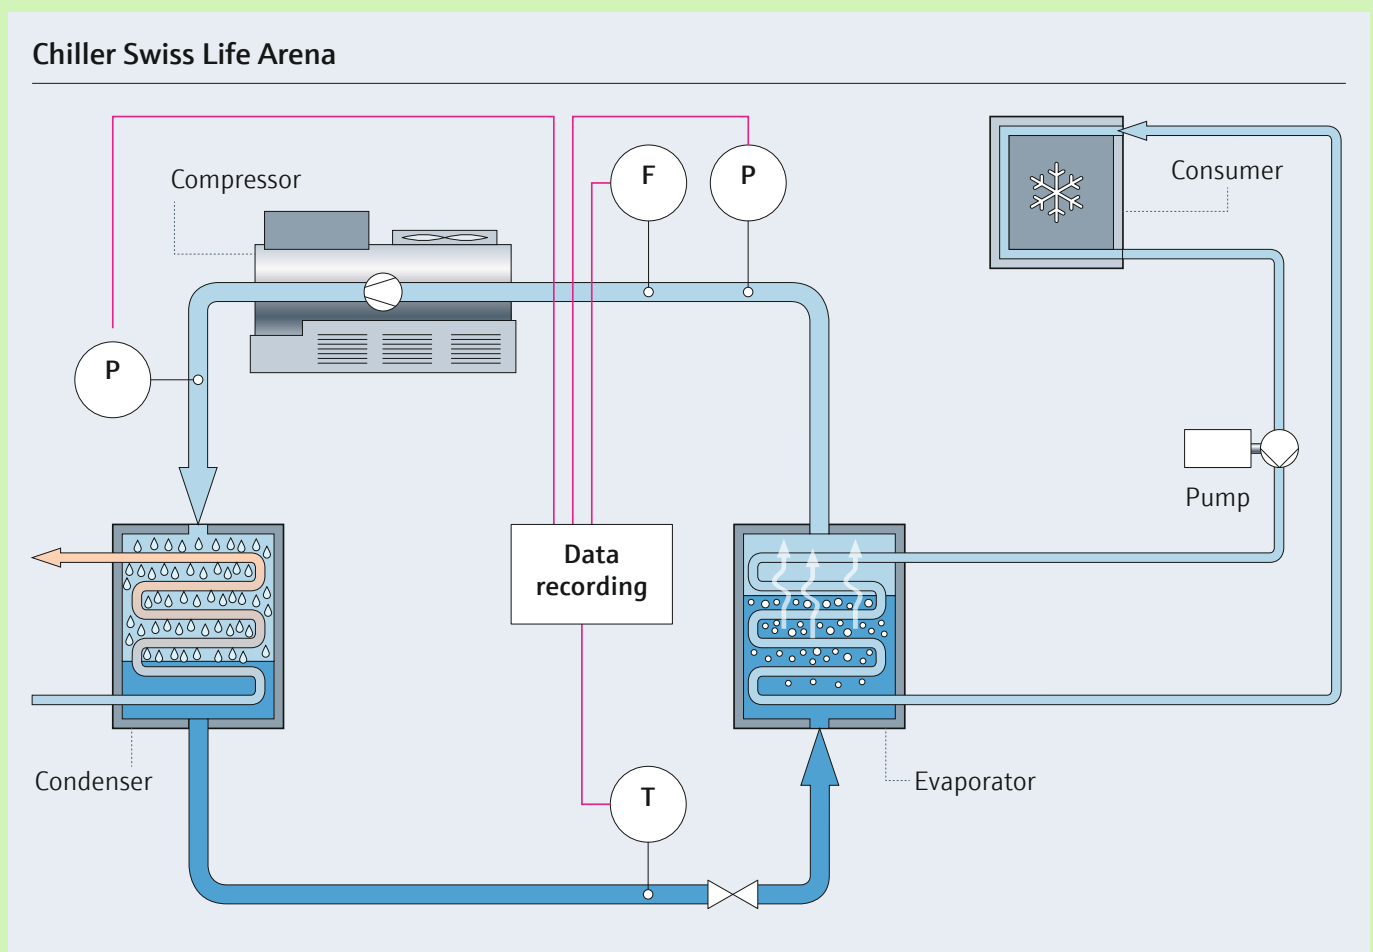 Chiller Swiss Life Arena
Compressor
F
P
Consumer
P
Pump
Data
recording
Condenser
T
Evaporator